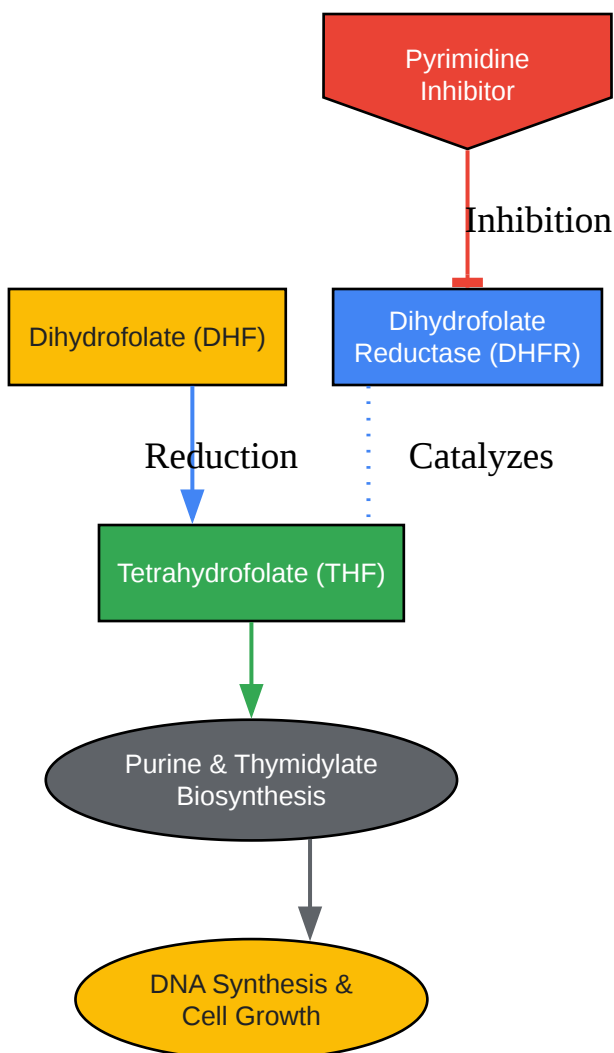 Pyrimidine
Inhibitor
Inhibition
Dihydrofolate (DHF)
Dihydrofolate
Reductase (DHFR)
Reduction
Catalyzes
Tetrahydrofolate (THF)
Purine & Thymidylate
Biosynthesis
DNA Synthesis &
Cell Growth